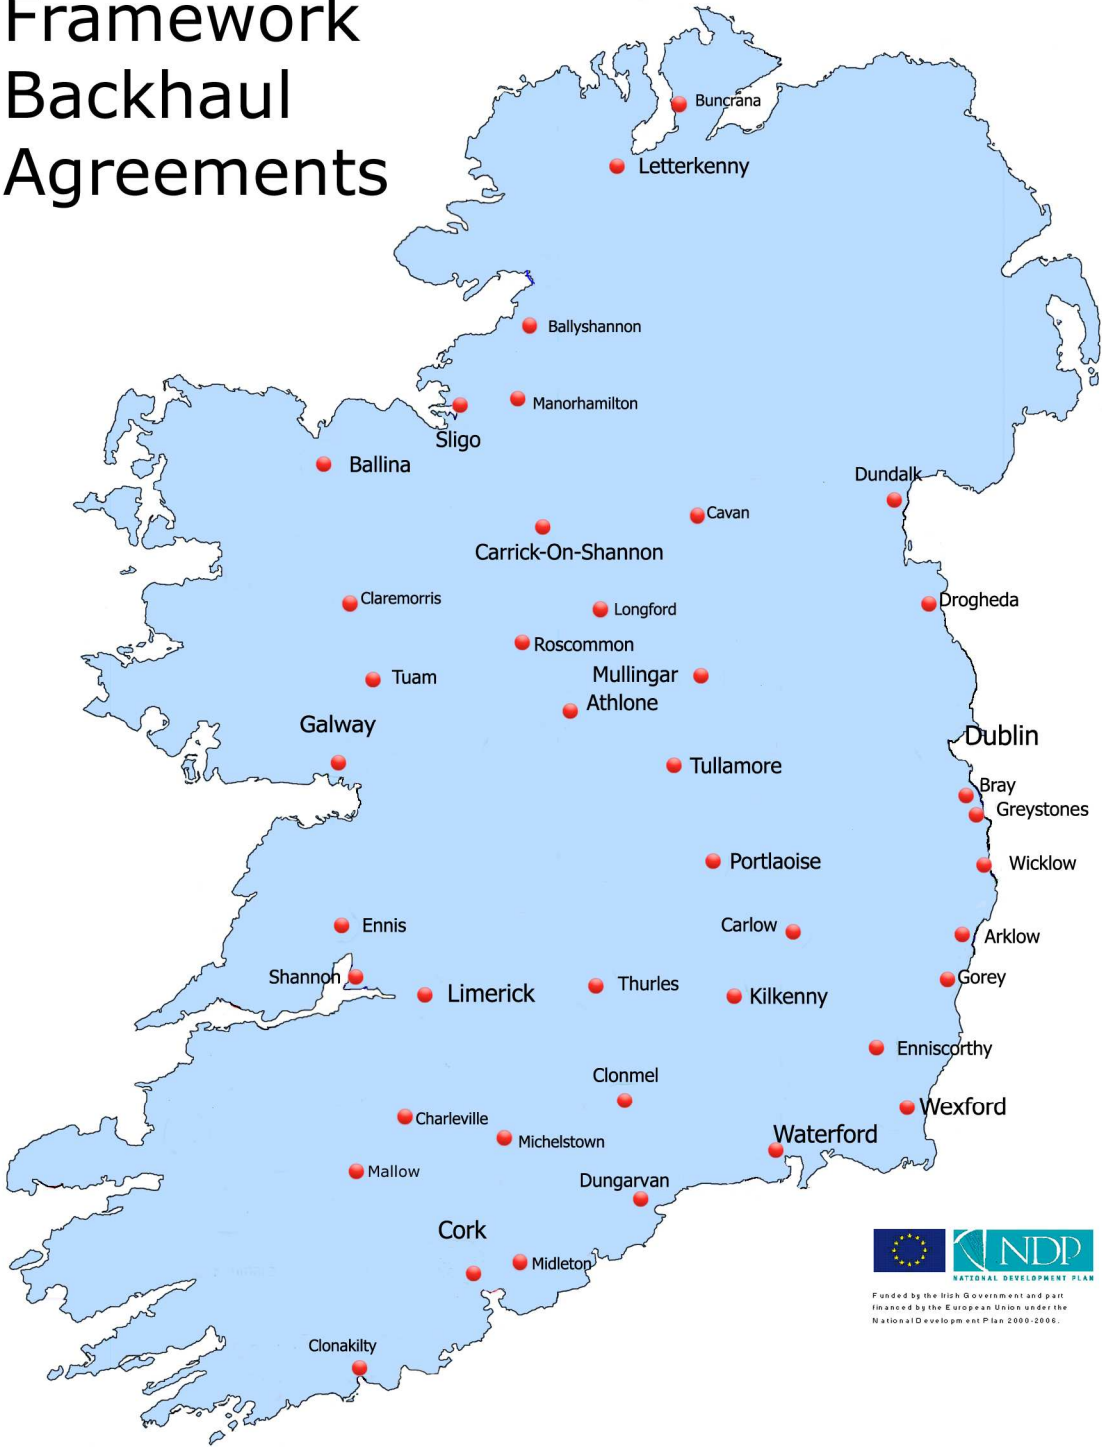 Framework
Backhaul
Agreements
Buncrana
Letterkenny
Ballyshannon
Manorhamilton
Sligo
Ballina
Dundalk
Cavan
Carrick-On-Shannon
Claremorris
Longford
Drogheda
Roscommon
Mullingar
Tuam
Athlone
Galway
Dublin
Tullamore
Bray
Greystones
Portlaoise
Wicklow
Ennis
Carlow
Arklow
Shannon
Limerick
Thurles
Kilkenny
Gorey
Enniscorthy
Clonmel
Charleville
Wexford
Michelstown
Waterford
Mallow
Dungarvan
Cork
Midleton
Clonakilty
NDP
NATIONAL DEVELOPMENT PLAN
Funded by the Irish Government and part
financed by the European Union under the
National Development Plan 2000-2006.